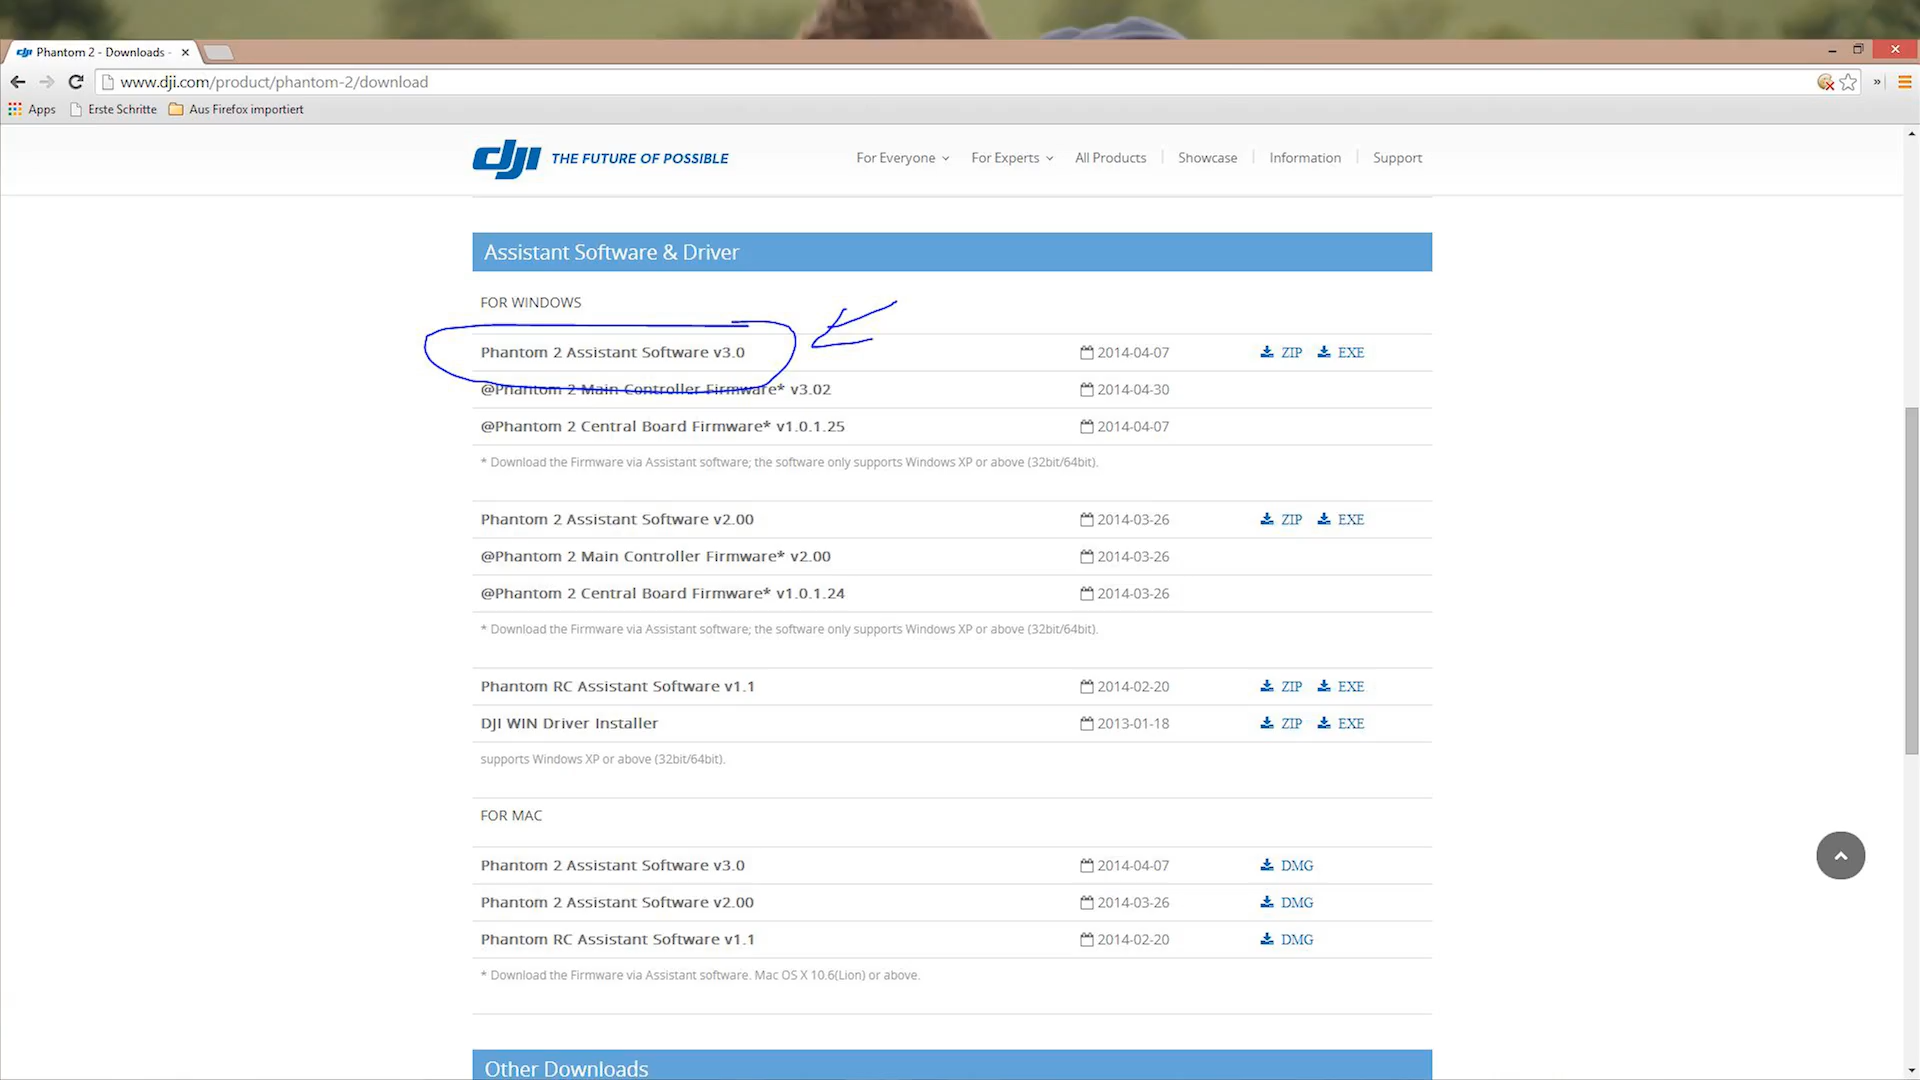 dji Phantom 2 - Downloads -
www.dji.com/product/phantom-2/download
Apps Erste Schritte Aus Firefox importiert
dji THE FUTURE OF POSSIBLE For Everyone For Experts All Products Showcase Information Support
Assistant Software & Driver
FOR WINDOWS
Phantom 2 Assistant Software v3.0 2014-04-07 ZIP EXE
@Phantom 2 Main Controller Firmware* v3.02 2014-04-30
@Phantom 2 Central Board Firmware* v1.0.1.25 2014-04-07
* Download the Firmware via Assistant software; the software only supports Windows XP or above (32bit/64bit).
Phantom 2 Assistant Software v2.00 2014-03-26 ZIP EXE
@Phantom 2 Main Controller Firmware* v2.00 2014-03-26
@Phantom 2 Central Board Firmware* v1.0.1.24 2014-03-26
* Download the Firmware via Assistant software; the software only supports Windows XP or above (32bit/64bit).
Phantom RC Assistant Software v1.1 2014-02-20 ZIP EXE
DJI WIN Driver Installer 2013-01-18 ZIP EXE
supports Windows XP or above (32bit/64bit).
FOR MAC
Phantom 2 Assistant Software v3.0 2014-04-07 DMG
Phantom 2 Assistant Software v2.00 2014-03-26 DMG
Phantom RC Assistant Software v1.1 2014-02-20 DMG
* Download the Firmware via Assistant software. Mac OS X 10.6(Lion) or above.
Other Downloads